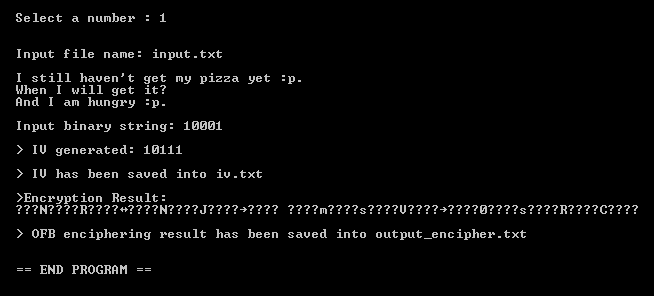 Select a number : 1
Input file name: input.txt
I still haven't get my pizza yet :p.
When I will get it?
And I am hungry :p.
Input binary string: 10001
> IV generated: 10111
> IV has been saved into iv.txt
>Encryption Result:
???N????R????↔????N????J????→???? ????m????s????V????→????0????s????R????C????
> OFB enciphering result has been saved into output_encipher.txt
== END PROGRAM ==